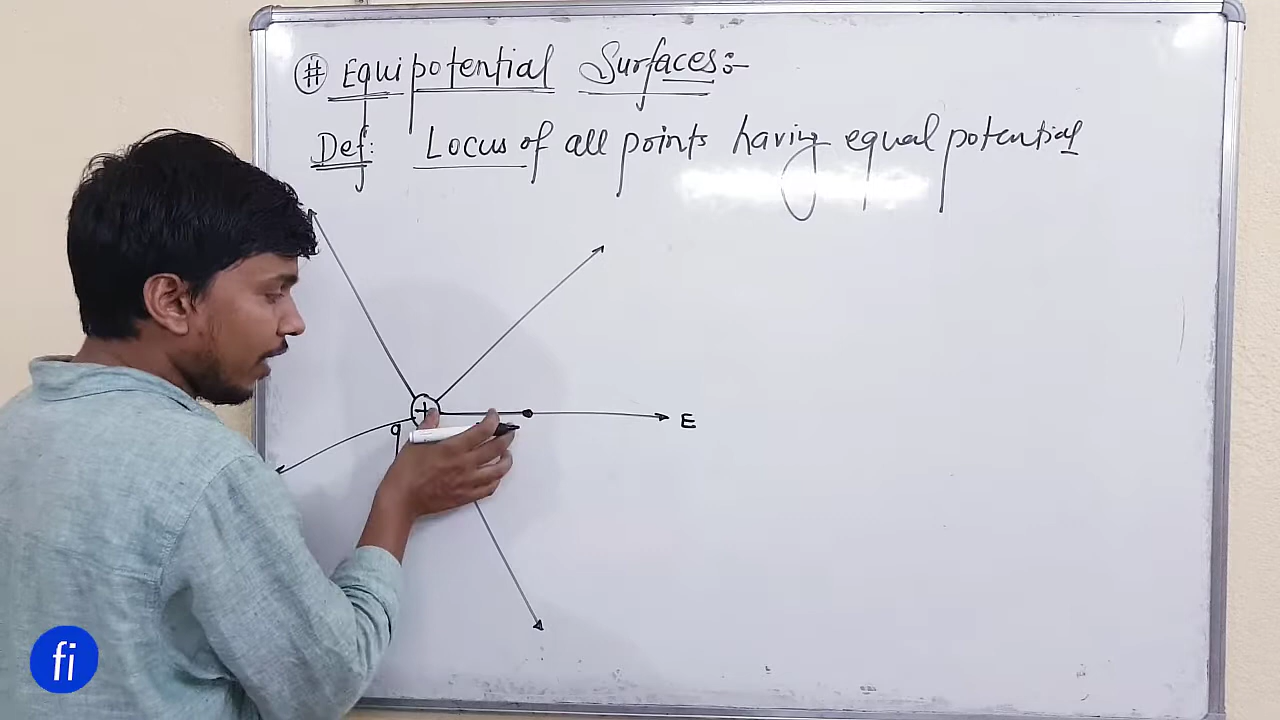 # Equipotential Surfaces:-
Def: Locus of all points having equal potential
+
q
E
fi